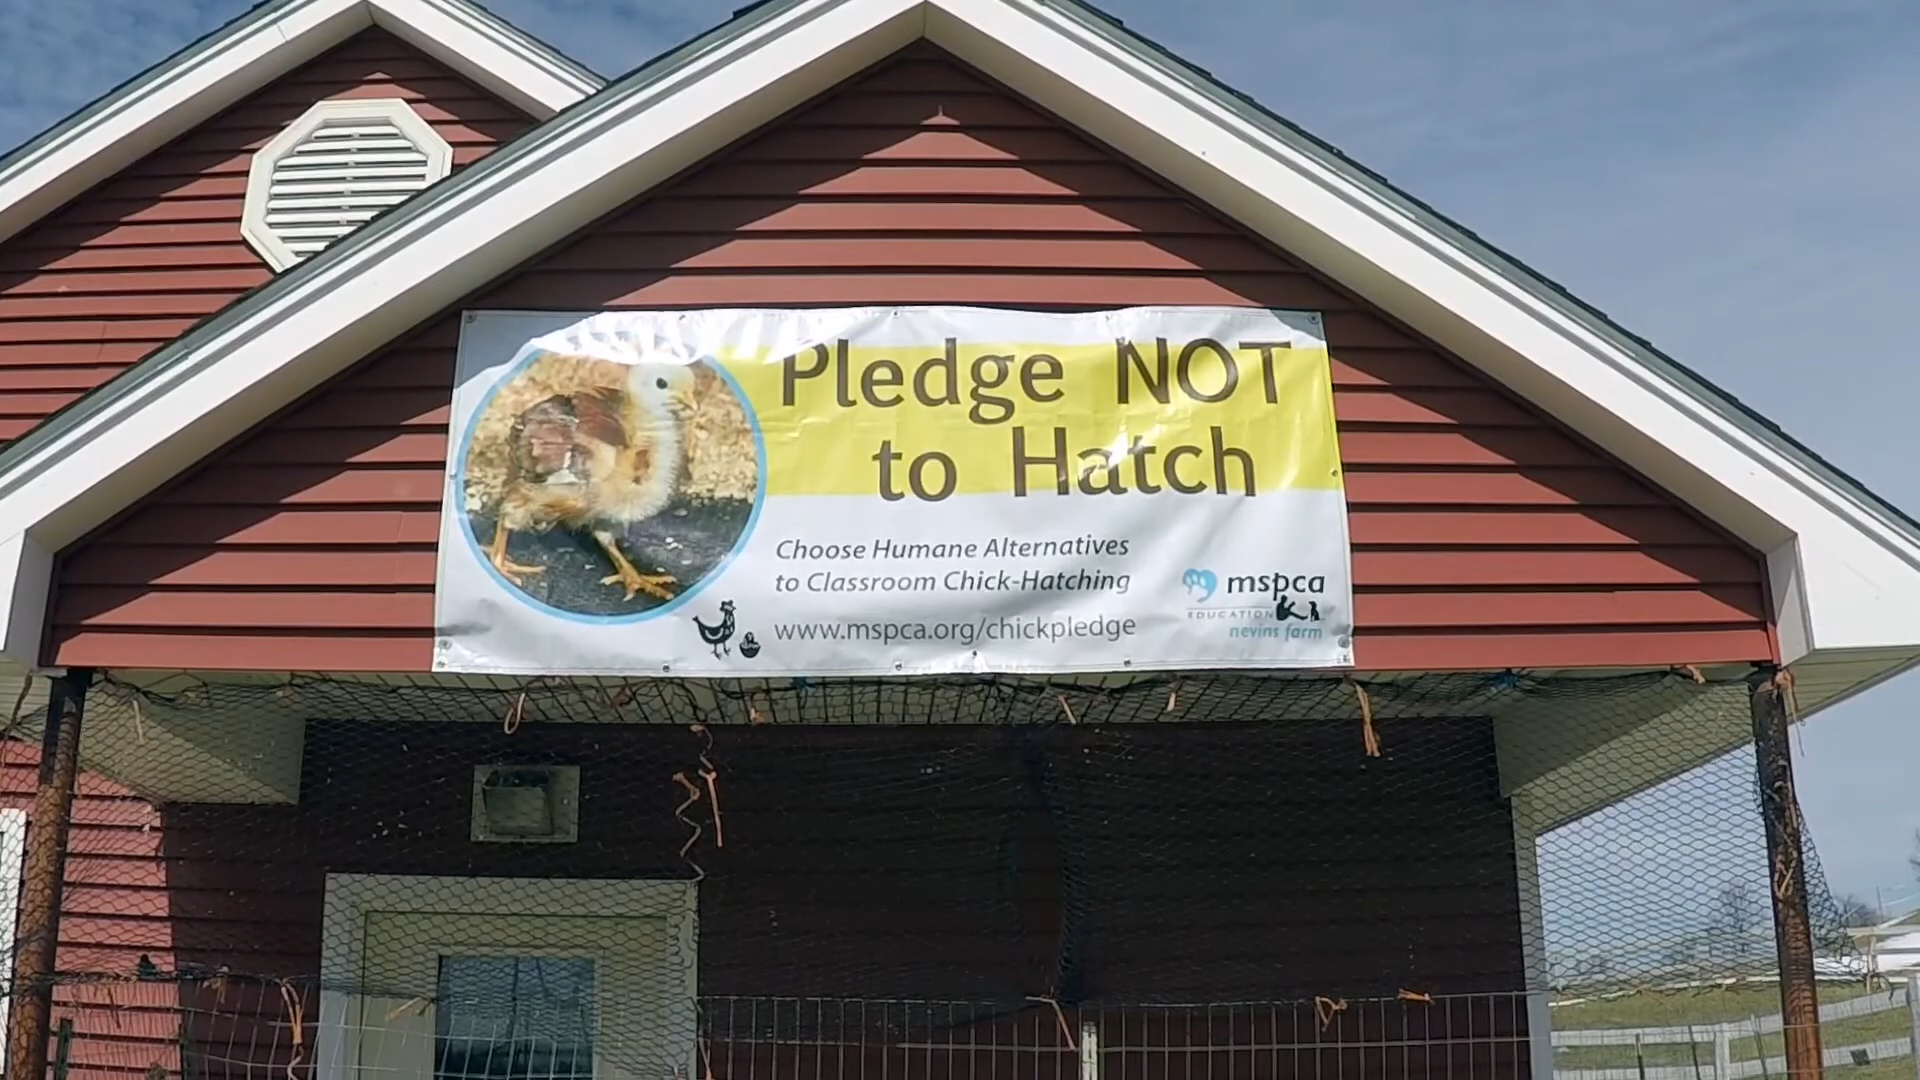 Pledge NOT
to Hatch
Choose Humane Alternatives
to Classroom Chick-Hatching
www.mspca.org/chickpledge
mspca
EDUCATION
nevins farm